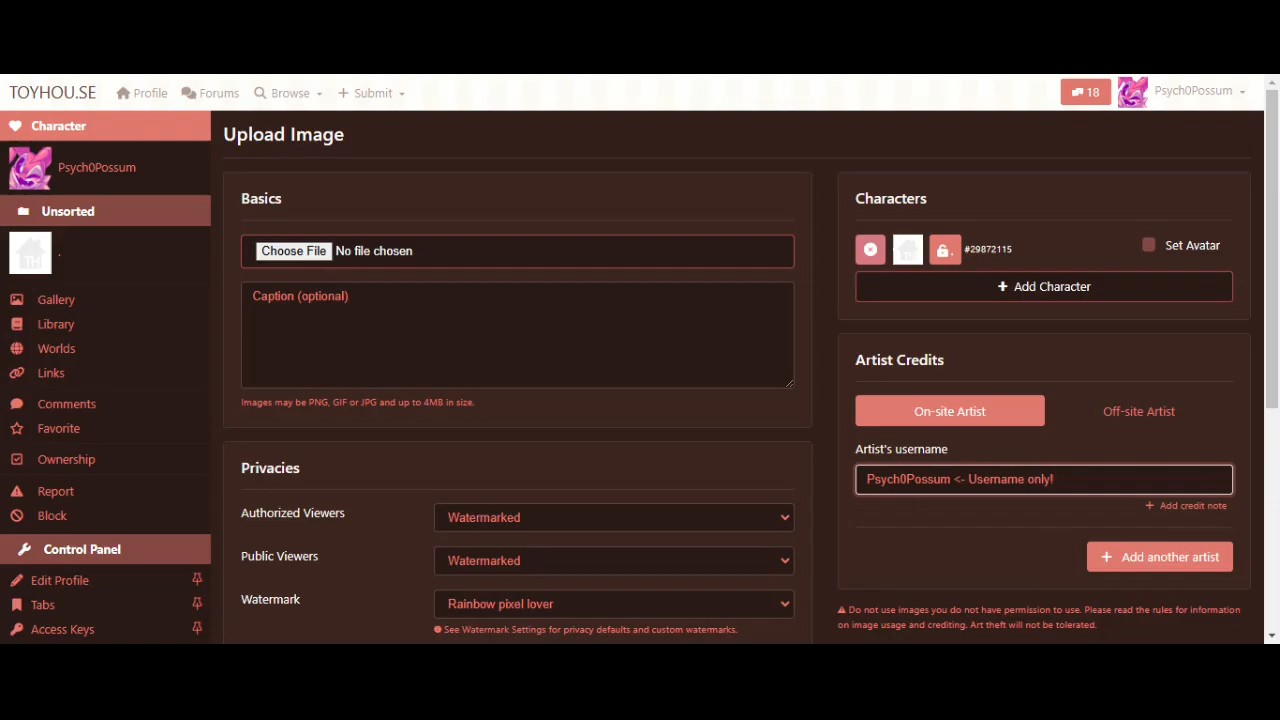 TOYHOU.SE Profile Forums Browse Submit 18 Psych0Possum
Character
Psych0Possum
Unsorted
TH .
Gallery
Library
Worlds
Links
Comments
Favorite
Ownership
Report
Block
Control Panel
Edit Profile
Tabs
Access Keys
Upload Image
Basics
Choose File No file chosen
Caption (optional)
Images may be PNG, GIF or JPG and up to 4MB in size.
Privacies
Authorized Viewers Watermarked
Public Viewers Watermarked
Watermark Rainbow pixel lover
See Watermark Settings for privacy defaults and custom watermarks.
Characters
. #29872115 Set Avatar
+ Add Character
Artist Credits
On-site Artist Off-site Artist
Artist's username
Psych0Possum <- Username only!
+ Add credit note
+ Add another artist
Do not use images you do not have permission to use. Please read the rules for information
on image usage and crediting. Art theft will not be tolerated.